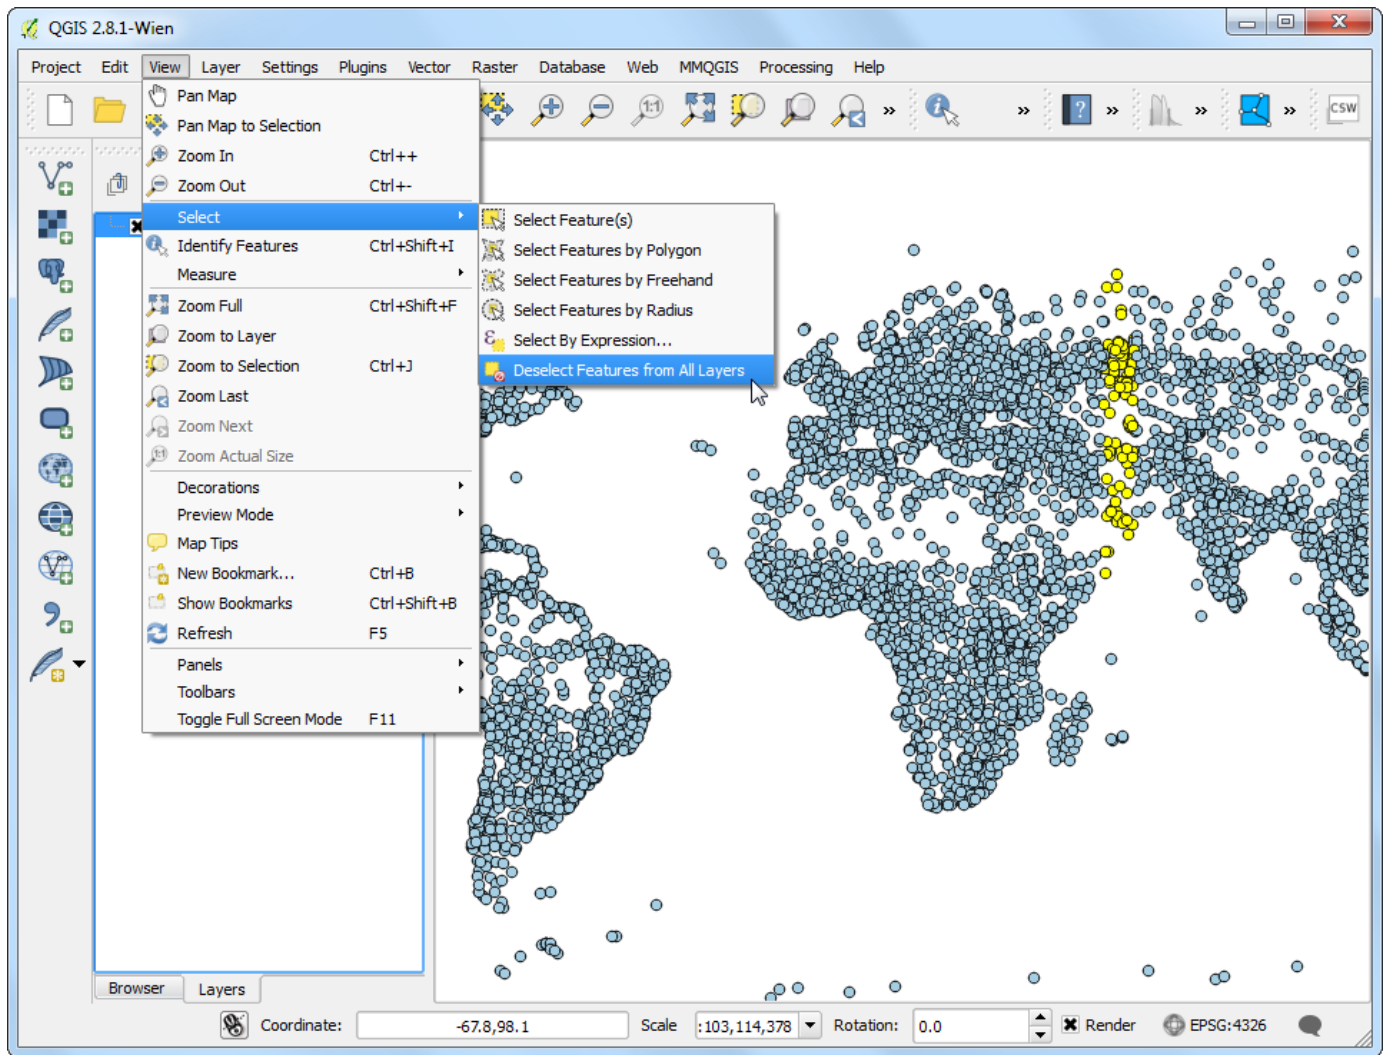 QGIS 2.8.1-Wien
Project Edit View Layer Settings Plugins Vector Raster Database Web MMQGIS Processing Help
Pan Map
Pan Map to Selection
Zoom In Ctrl++
Zoom Out Ctrl+-
Select
Identify Features Ctrl+Shift+I
Measure
Zoom Full Ctrl+Shift+F
Zoom to Layer
Zoom to Selection Ctrl+J
Zoom Last
Zoom Next
Zoom Actual Size
Decorations
Preview Mode
Map Tips
New Bookmark... Ctrl+B
Show Bookmarks Ctrl+Shift+B
Refresh F5
Panels
Toolbars
Toggle Full Screen Mode F11
Select Feature(s)
Select Features by Polygon
Select Features by Freehand
Select Features by Radius
Select By Expression...
Deselect Features from All Layers
1:1
CSW
Browser Layers
Coordinate: -67.8,98.1 Scale :103,114,378 Rotation: 0.0 Render EPSG:4326